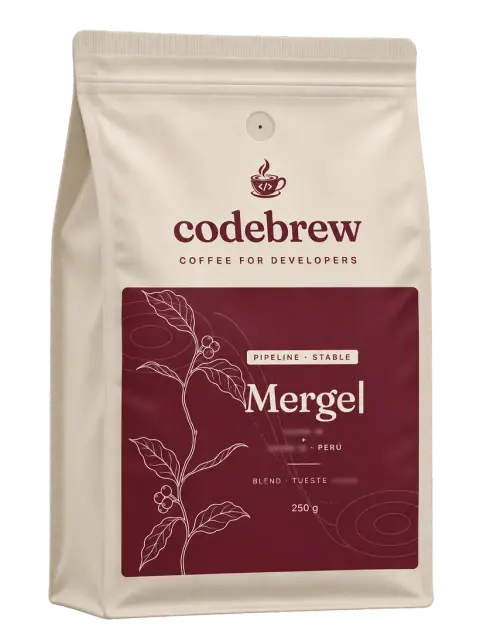 </>
codebrew
COFFEE FOR DEVELOPERS
PIPELINE · STABLE
Merge|
+
· PERÚ
BLEND · TUESTE
250 g